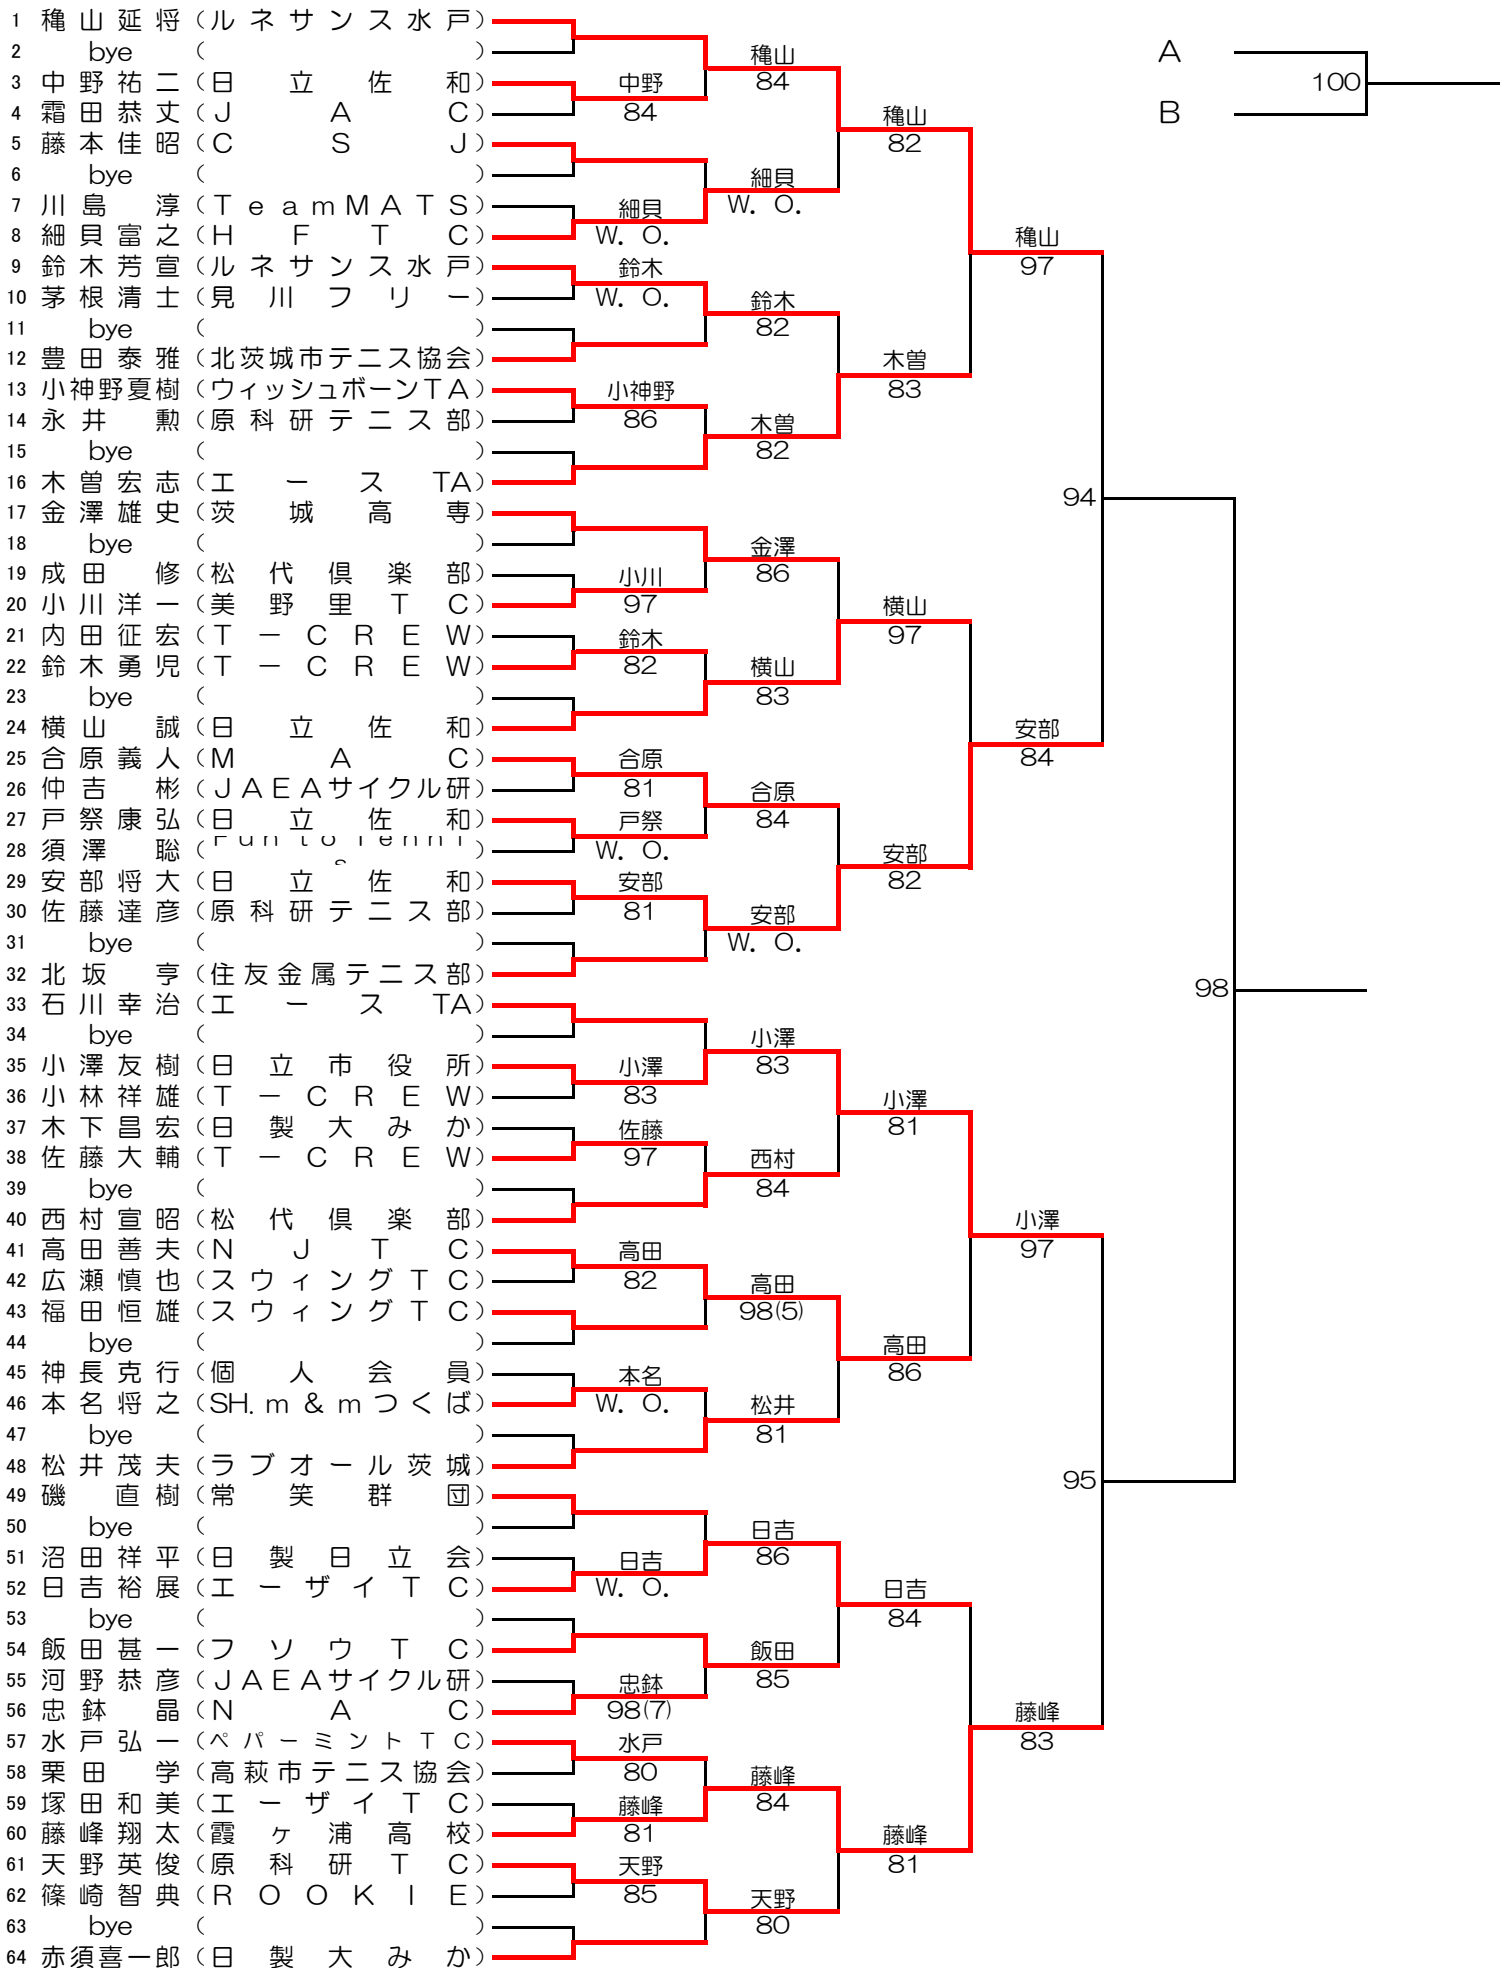 1 穐山延将（ルネサンス水戸）
2 bye （ ）
3 中野祐二（日立佐和）
4 霜田恭丈（JAC）
5 藤本佳昭（CSJ）
6 bye （ ）
7 川島 淳（TeamMATS）
8 細貝富之（HFTC）
9 鈴木芳宣（ルネサンス水戸）
10 茅根清士（見川フリー）
11 bye （ ）
12 豊田泰雅（北茨城市テニス協会）
13 小神野夏樹（ウィッシュボーンTA）
14 永井 勲（原科研テニス部）
15 bye （ ）
16 木曽宏志（エースTA）
17 金澤雄史（茨城高専）
18 bye （ ）
19 成田 修（松代倶楽部）
20 小川洋一（美野里TC）
21 内田征宏（T－CREW）
22 鈴木勇児（T－CREW）
23 bye （ ）
24 横山 誠（日立佐和）
25 合原義人（MAC）
26 仲吉 彬（JAEAサイクル研）
27 戸祭康弘（日立佐和）
28 須澤 聡（Fun to Tennis）
29 安部将大（日立佐和）
30 佐藤達彦（原科研テニス部）
31 bye （ ）
32 北坂 亨（住友金属テニス部）
33 石川幸治（エースTA）
34 bye （ ）
35 小澤友樹（日立市役所）
36 小林祥雄（T－CREW）
37 木下昌宏（日製大みか）
38 佐藤大輔（T－CREW）
39 bye （ ）
40 西村宣昭（松代倶楽部）
41 高田善夫（NJTC）
42 広瀬慎也（スウィングTC）
43 福田恒雄（スウィングTC）
44 bye （ ）
45 神長克行（個人会員）
46 本名将之（SH.m＆mつくば）
47 bye （ ）
48 松井茂夫（ラブオール茨城）
49 磯 直樹（常笑群団）
50 bye （ ）
51 沼田祥平（日製日立会）
52 日吉裕展（エーザイTC）
53 bye （ ）
54 飯田甚一（フソウTC）
55 河野恭彦（JAEAサイクル研）
56 忠鉢 晶（NAC）
57 水戸弘一（ペパーミントTC）
58 栗田 学（高萩市テニス協会）
59 塚田和美（エーザイTC）
60 藤峰翔太（霞ヶ浦高校）
61 天野英俊（原科研TC）
62 篠崎智典（ROOKIE）
63 bye （ ）
64 赤須喜一郎（日製大みか）
中野
84
細貝
W. O.
鈴木
W. O.
小神野
86
小川
97
鈴木
82
合原
81
戸祭
W. O.
安部
81
小澤
83
佐藤
97
高田
82
本名
W. O.
日吉
W. O.
忠鉢
98(7)
水戸
80
藤峰
81
天野
85
穐山
84
細貝
W. O.
鈴木
82
木曽
82
金澤
86
横山
83
合原
84
安部
W. O.
小澤
83
西村
84
高田
98(5)
松井
81
日吉
86
飯田
85
藤峰
84
天野
80
穐山
82
木曽
83
横山
97
安部
82
小澤
81
高田
86
日吉
84
藤峰
81
穐山
97
安部
84
小澤
97
藤峰
83
94
95
98
A
B
100